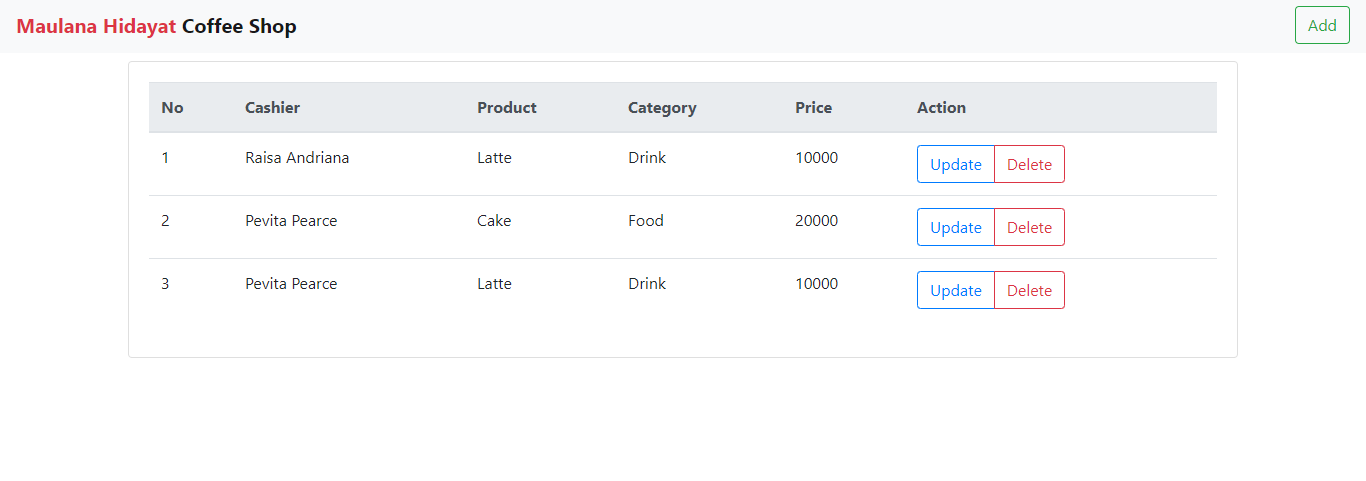 Maulana Hidayat Coffee Shop Add
No Cashier Product Category Price Action
1 Raisa Andriana Latte Drink 10000 Update Delete
2 Pevita Pearce Cake Food 20000 Update Delete
3 Pevita Pearce Latte Drink 10000 Update Delete